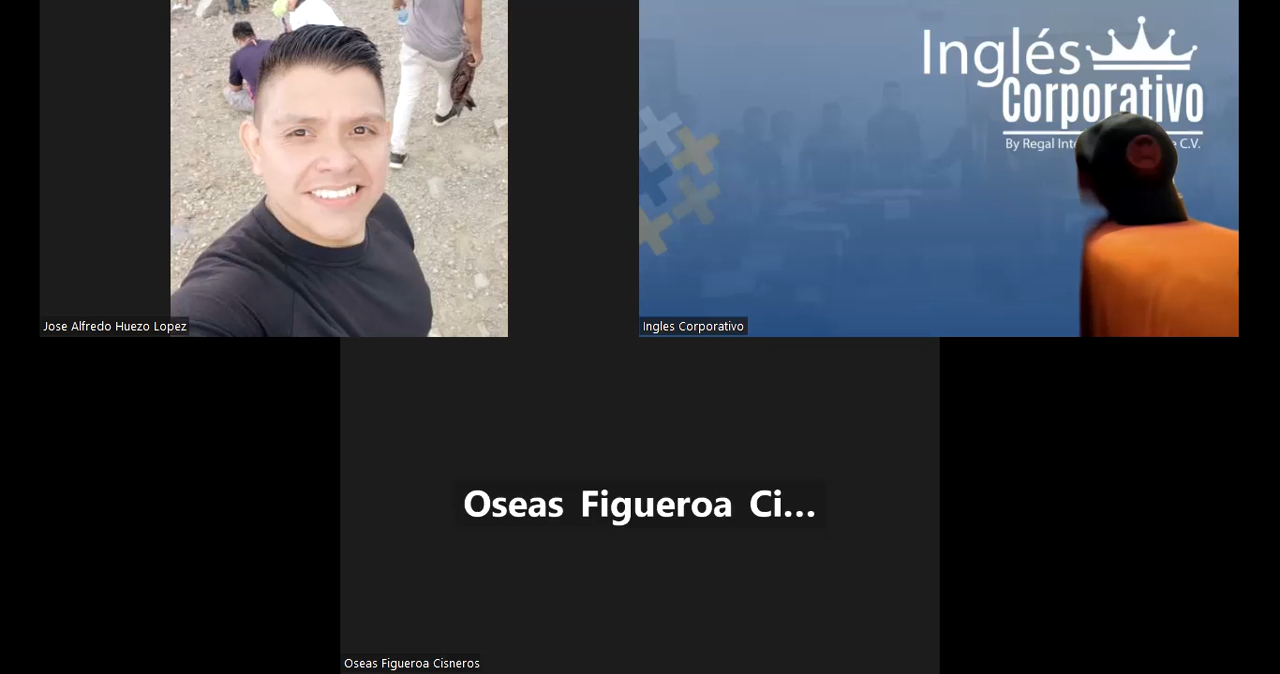 Inglés
Corporativo
By Regal Int
C.V.
Jose Alfredo Huezo Lopez
Ingles Corporativo
Oseas Figueroa Ci...
Oseas Figueroa Cisneros